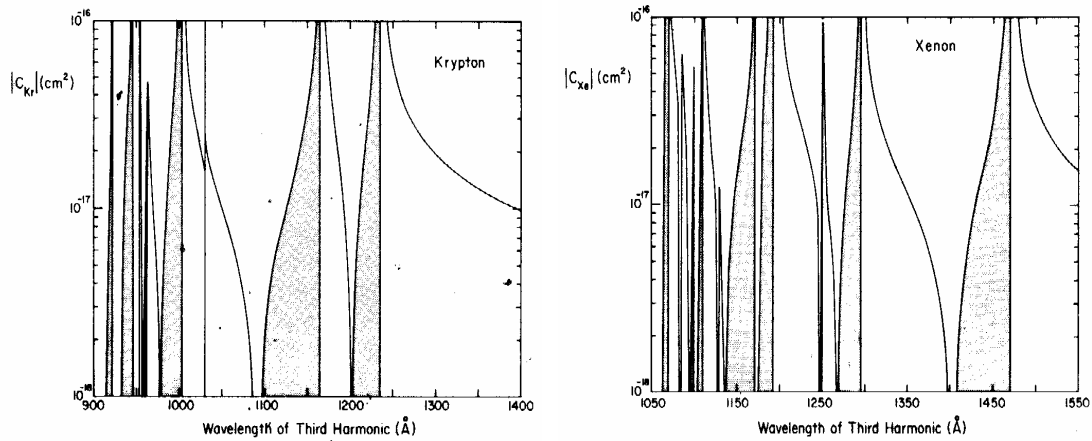 10⁻¹⁶
|C_Kr| (cm²)
Krypton
10⁻¹⁷
10⁻¹⁸
900 1000 1100 1200 1300 1400
Wavelength of Third Harmonic (Å)
10⁻¹⁶
|C_Xe| (cm²)
Xenon
10⁻¹⁷
10⁻¹⁸
1050 1150 1250 1350 1450 1550
Wavelength of Third Harmonic (Å)